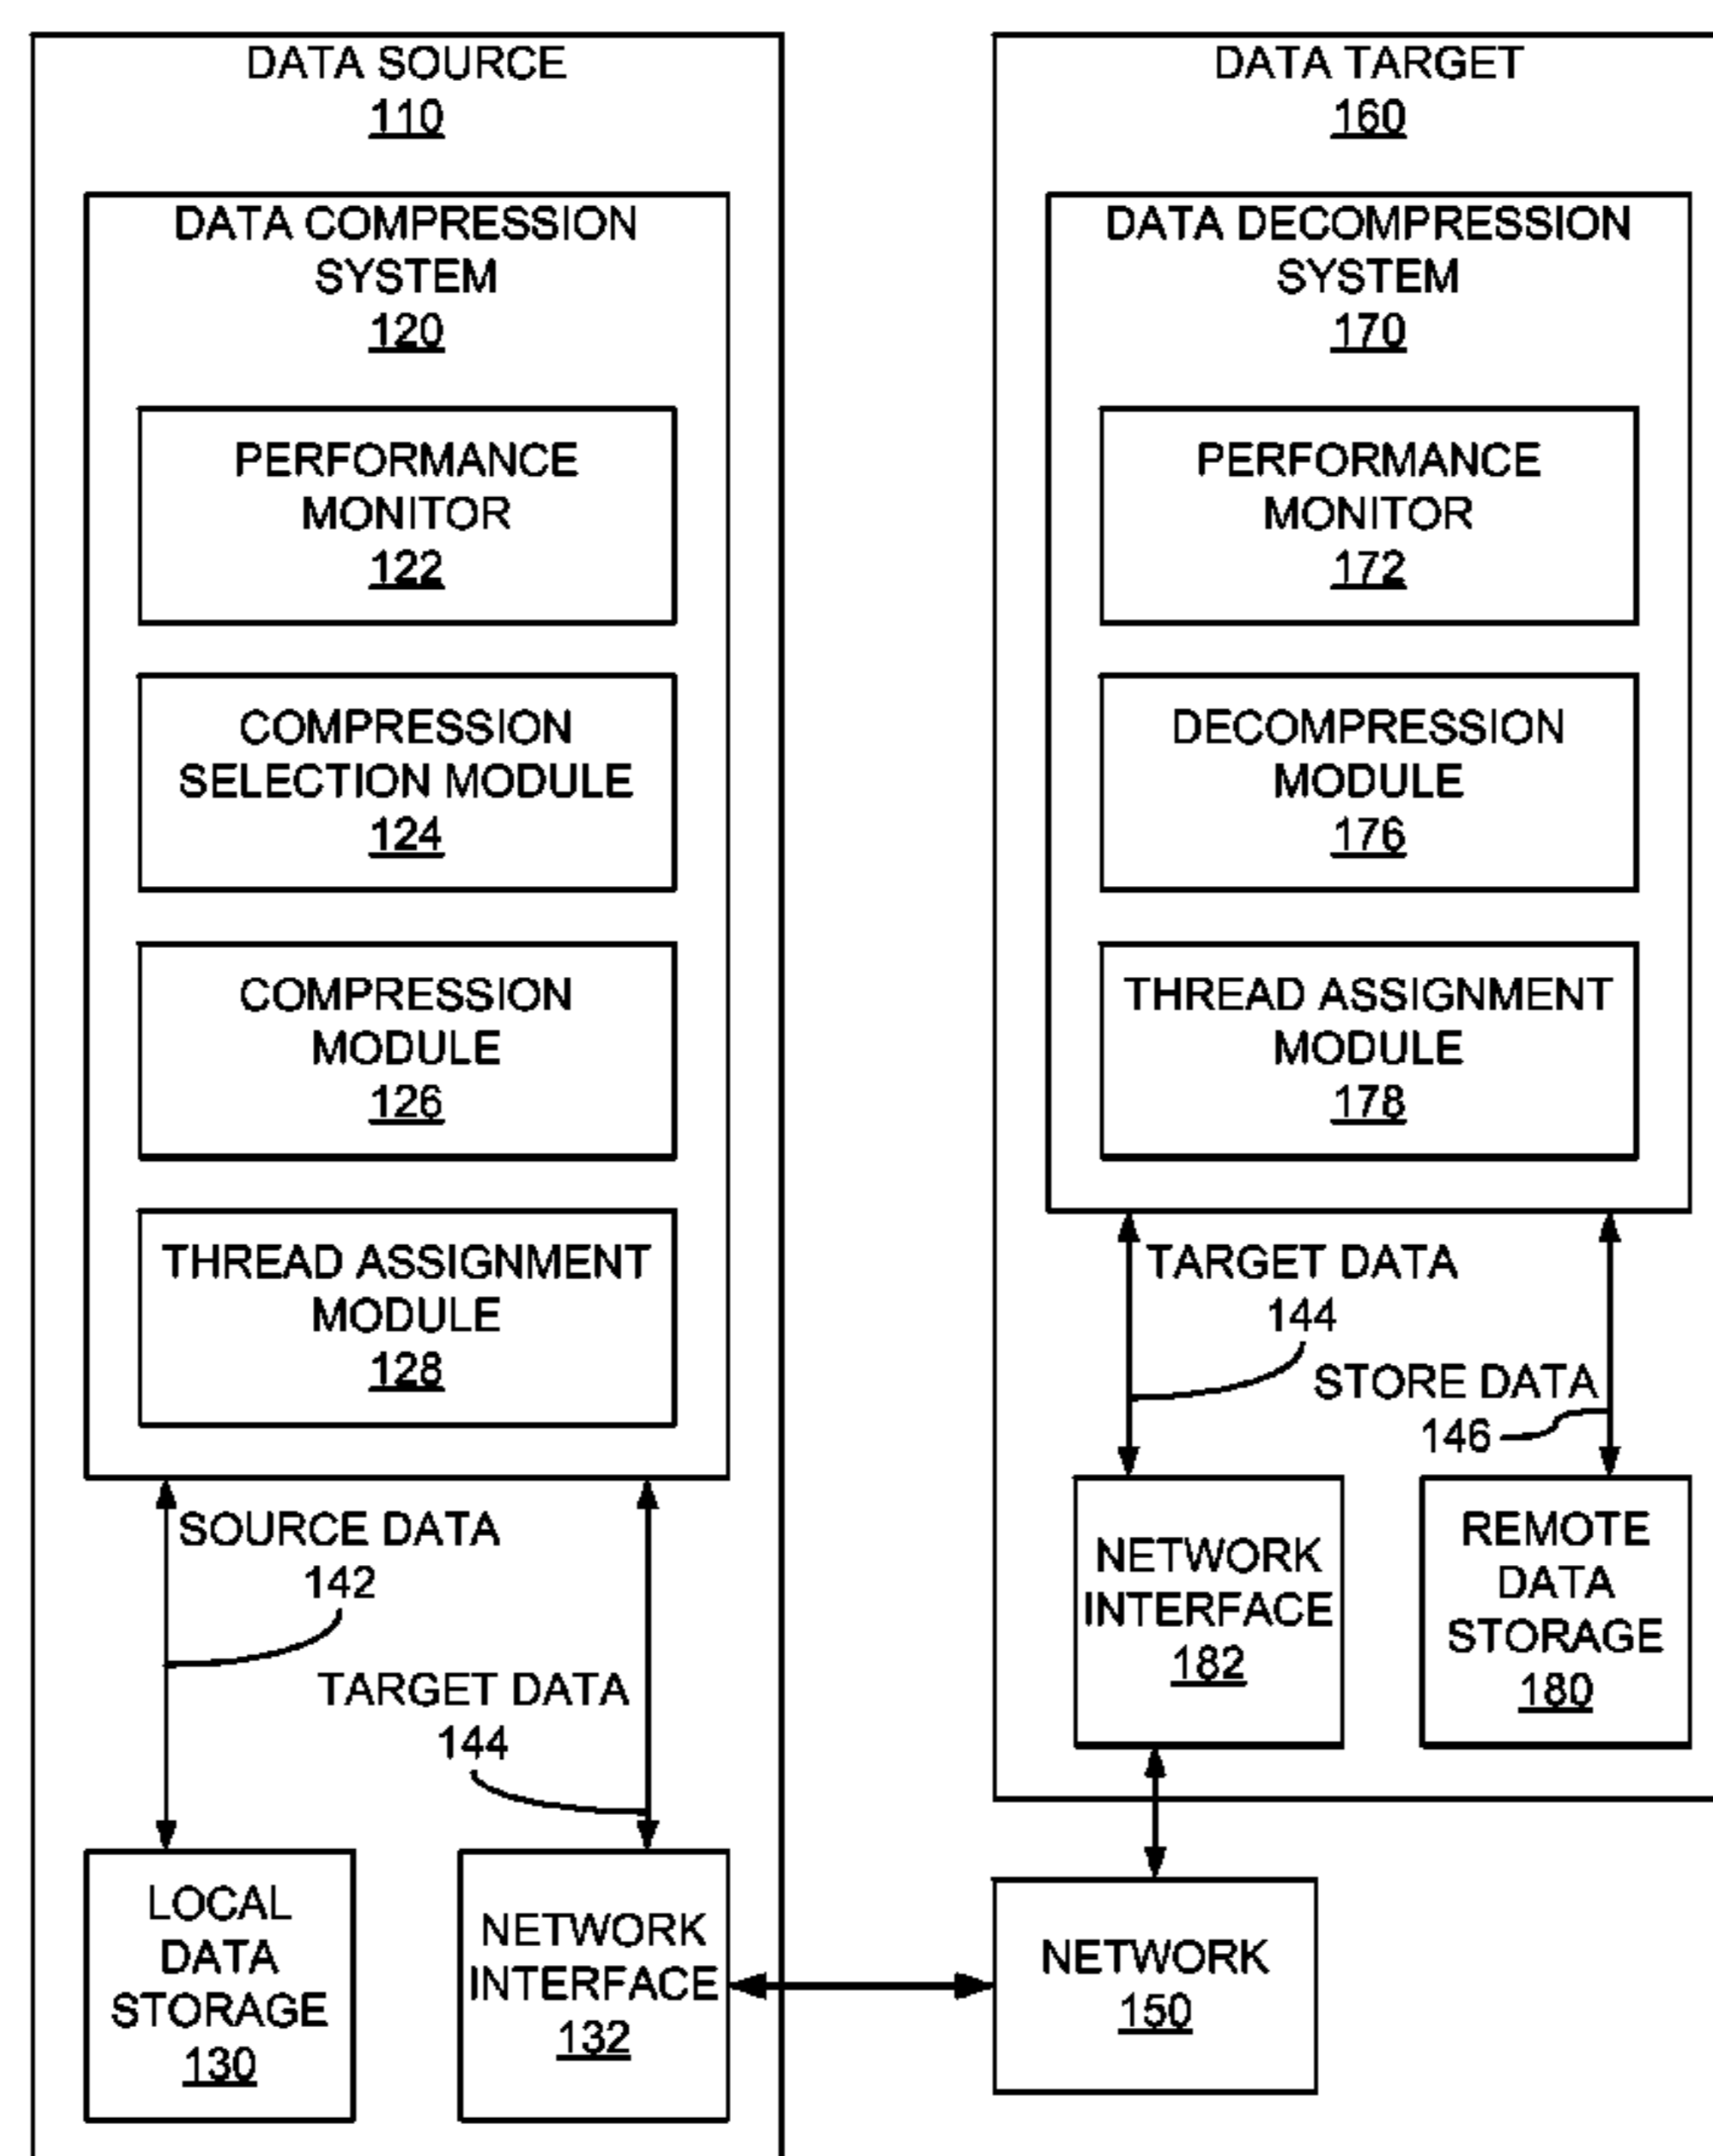 DATA SOURCE
110
DATA COMPRESSION
SYSTEM
120
PERFORMANCE
MONITOR
122
COMPRESSION
SELECTION MODULE
124
COMPRESSION
MODULE
126
THREAD ASSIGNMENT
MODULE
128
SOURCE DATA
142
TARGET DATA
144
LOCAL
DATA
STORAGE
130
NETWORK
INTERFACE
132
DATA TARGET
160
DATA DECOMPRESSION
SYSTEM
170
PERFORMANCE
MONITOR
172
DECOMPRESSION
MODULE
176
THREAD ASSIGNMENT
MODULE
178
TARGET DATA
144
STORE DATA
146
NETWORK
INTERFACE
182
REMOTE
DATA
STORAGE
180
NETWORK
150